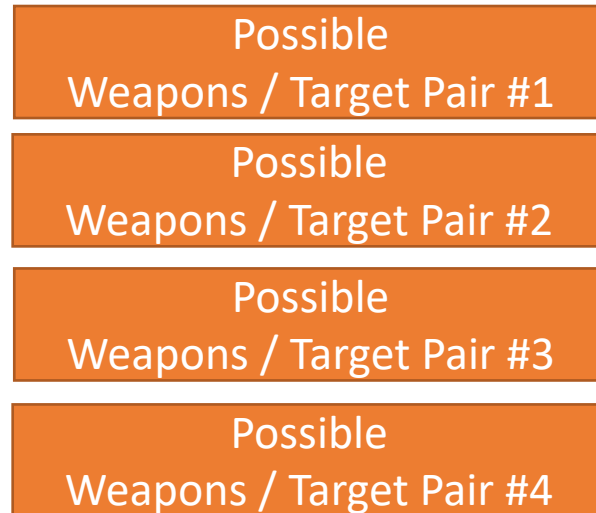 Possible
Weapons / Target Pair #1
Possible
Weapons / Target Pair #2
Possible
Weapons / Target Pair #3
Possible
Weapons / Target Pair #4